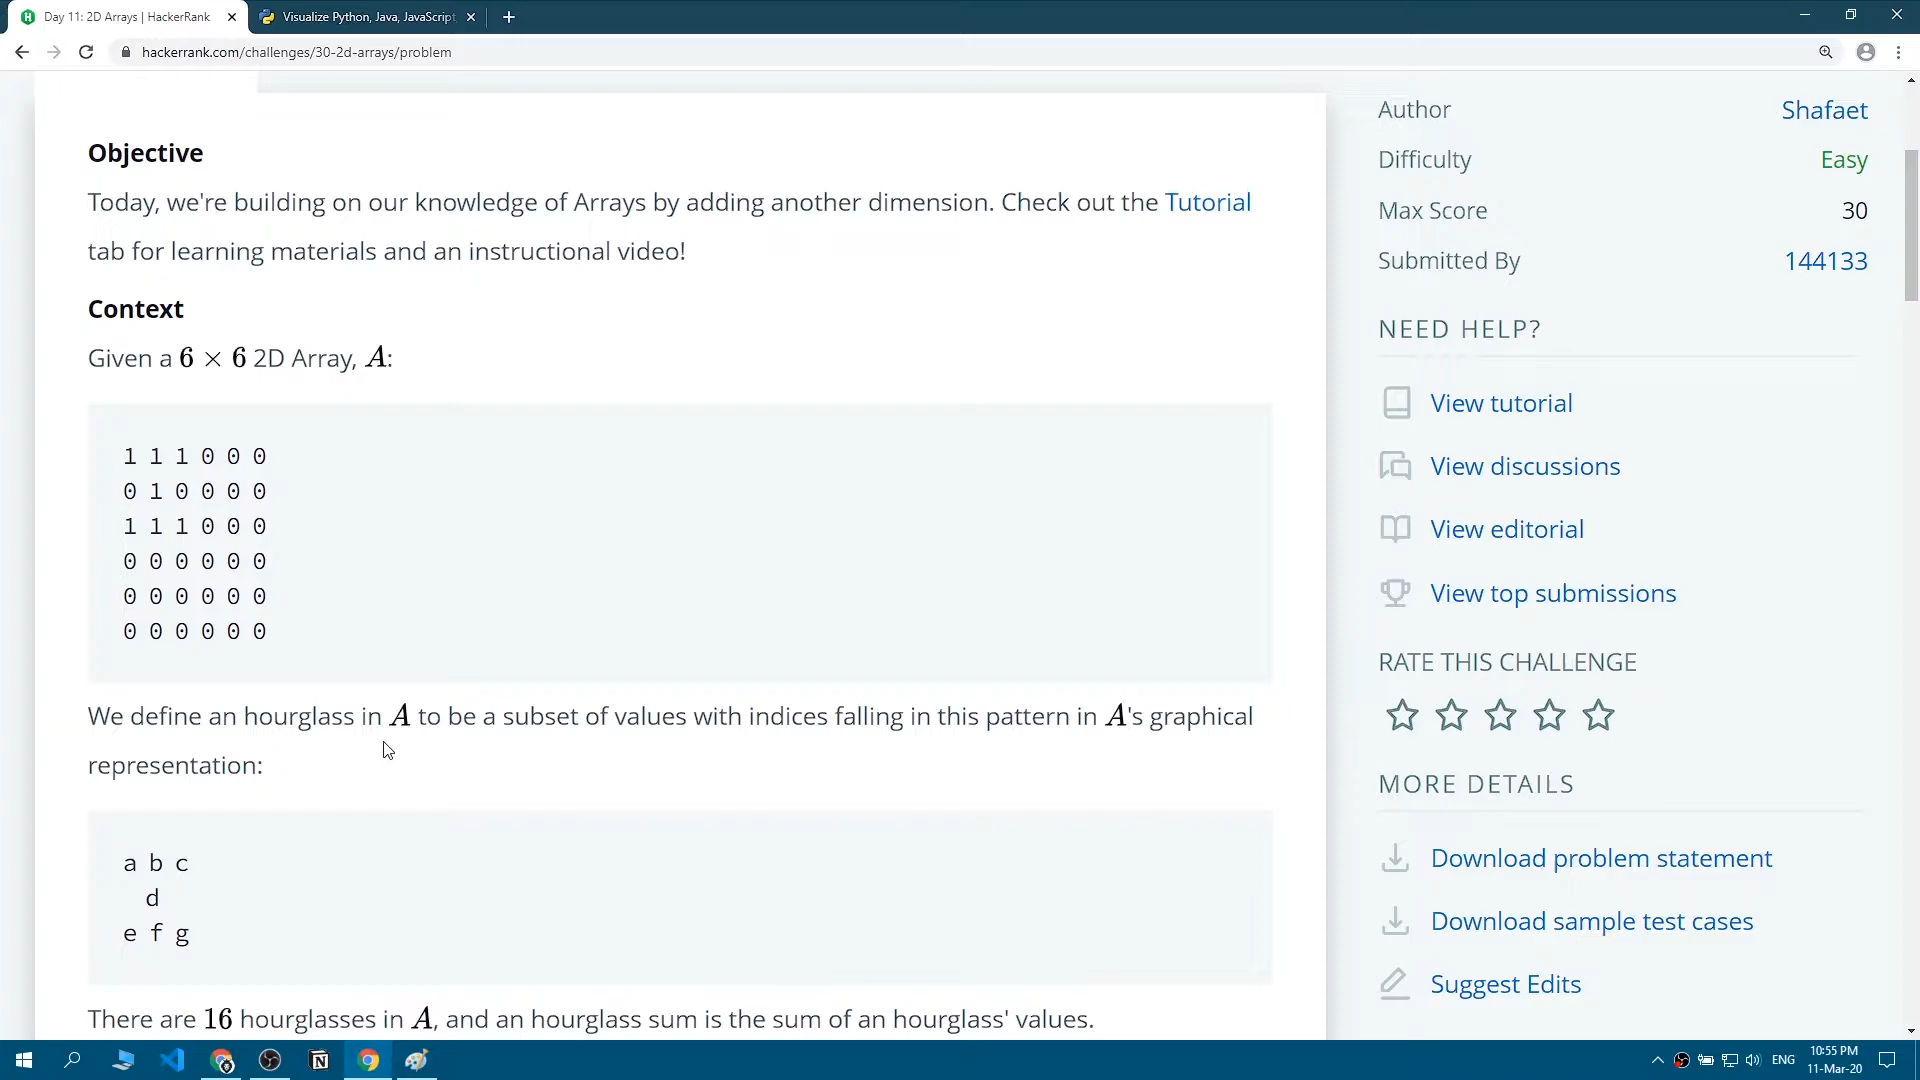 Day 11: 2D Arrays | HackerRank
Visualize Python, Java, JavaScript
hackerrank.com/challenges/30-2d-arrays/problem
Objective
Today, we're building on our knowledge of Arrays by adding another dimension. Check out the Tutorial
tab for learning materials and an instructional video!
Context
Given a 6 × 6 2D Array, A:
1 1 1 0 0 0
0 1 0 0 0 0
1 1 1 0 0 0
0 0 0 0 0 0
0 0 0 0 0 0
0 0 0 0 0 0
We define an hourglass in A to be a subset of values with indices falling in this pattern in A's graphical
representation:
a b c
d
e f g
There are 16 hourglasses in A, and an hourglass sum is the sum of an hourglass' values.
Author Shafaet
Difficulty Easy
Max Score 30
Submitted By 144133
NEED HELP?
View tutorial
View discussions
View editorial
View top submissions
RATE THIS CHALLENGE
MORE DETAILS
Download problem statement
Download sample test cases
Suggest Edits
ENG
10:55 PM
11-Mar-20